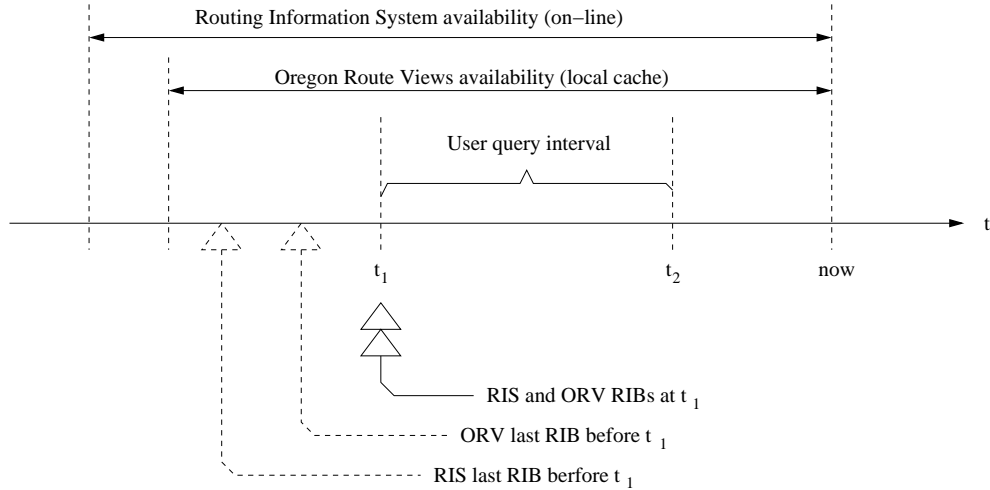 Routing Information System availability (on−line)
Oregon Route Views availability (local cache)
User query interval
t
t1
t2
now
RIS and ORV RIBs at t1
ORV last RIB before t1
RIS last RIB berfore t1